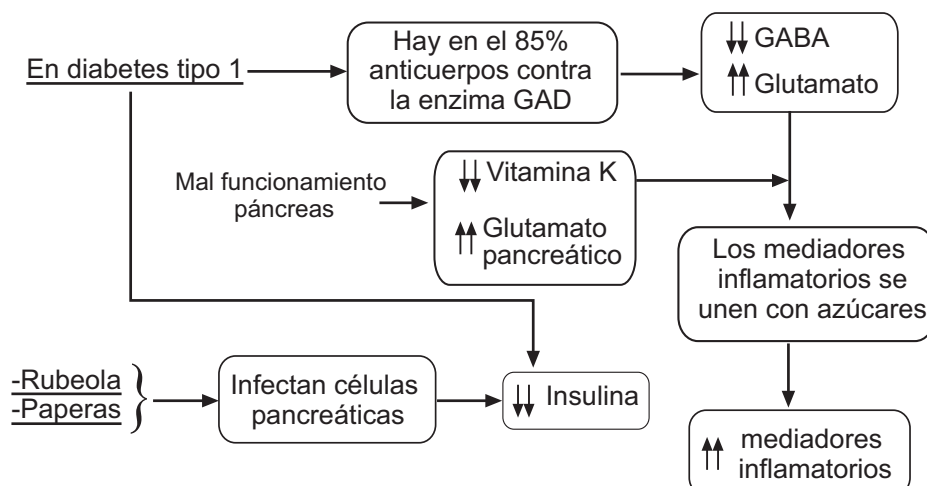 En diabetes tipo 1
Hay en el 85%
anticuerpos contra
la enzima GAD
↓↓ GABA
↑↑ Glutamato
Mal funcionamiento
páncreas
↓↓ Vitamina K
↑↑ Glutamato
pancreático
Los mediadores
inflamatorios se
unen con azúcares
-Rubeola
-Paperas
Infectan células
pancreáticas
↓↓ Insulina
↑↑ mediadores
inflamatorios